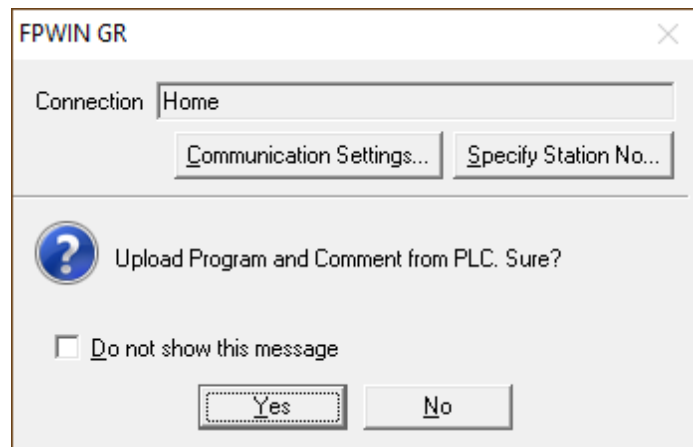 FPWIN GR
Connection Home
Communication Settings... Specify Station No...
Upload Program and Comment from PLC. Sure?
Do not show this message
Yes No